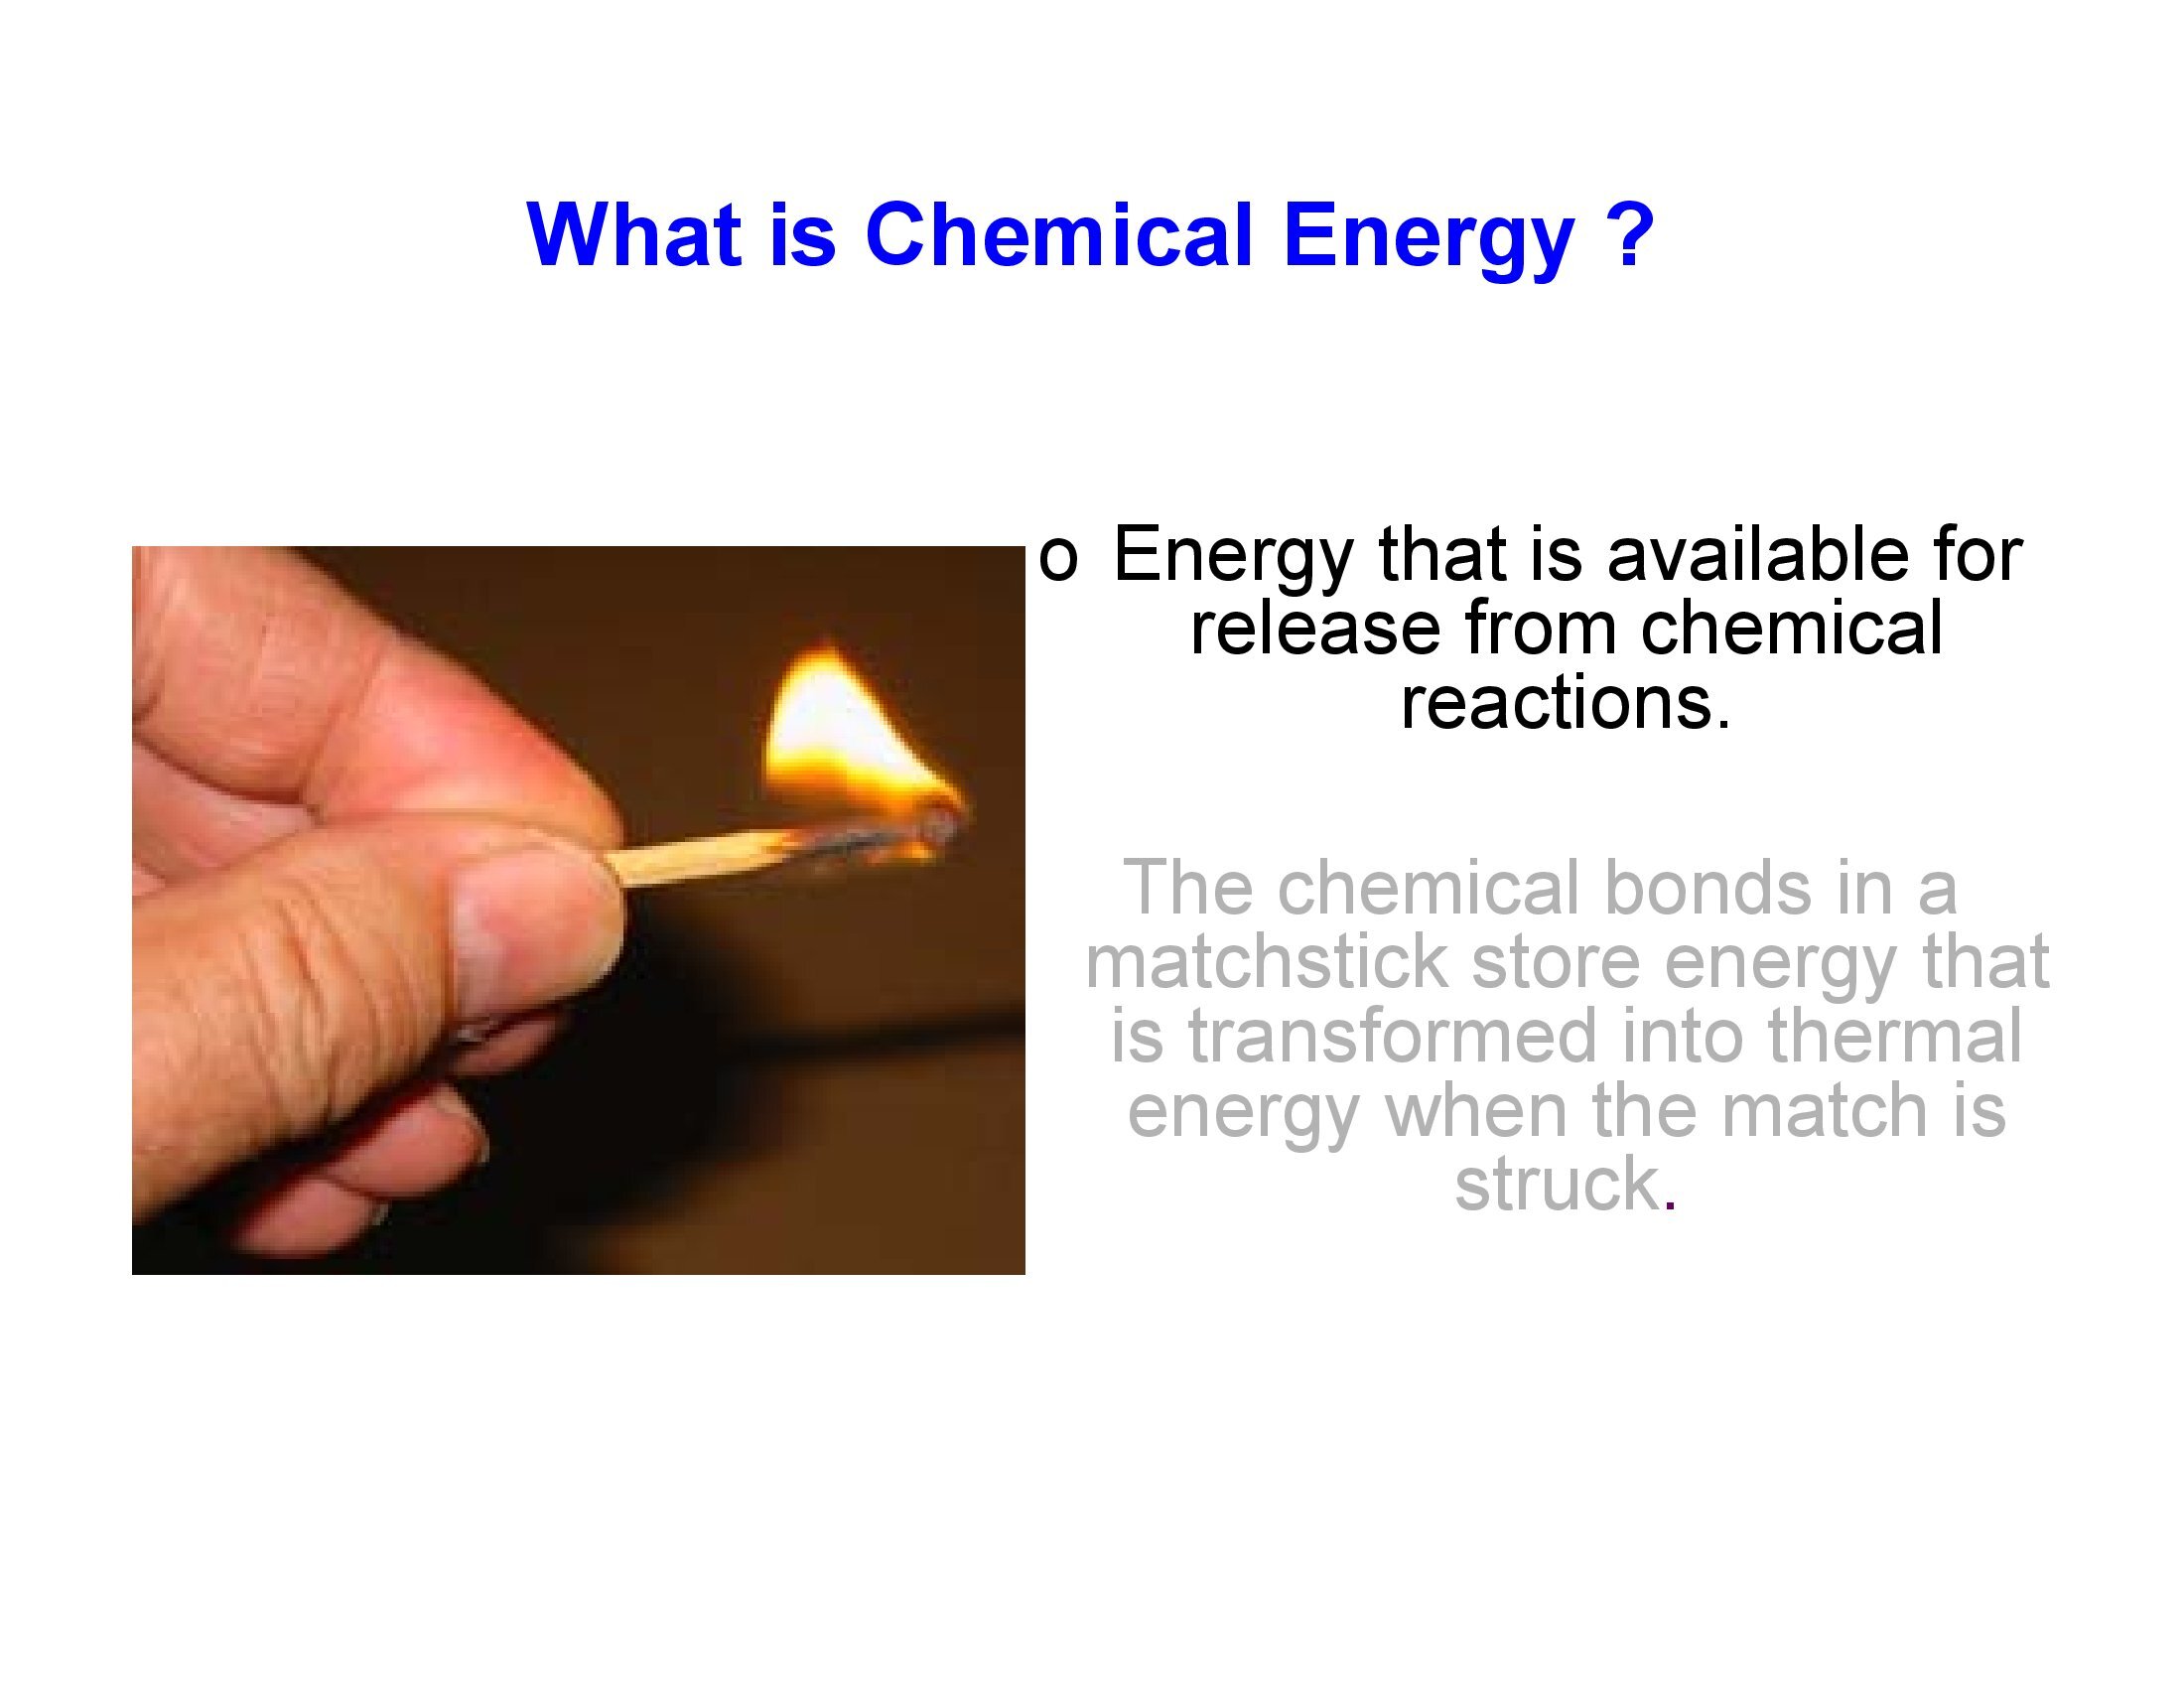 What is Chemical Energy ?
o Energy that is available for
release from chemical
reactions.
The chemical bonds in a
matchstick store energy that
is transformed into thermal
energy when the match is
struck.